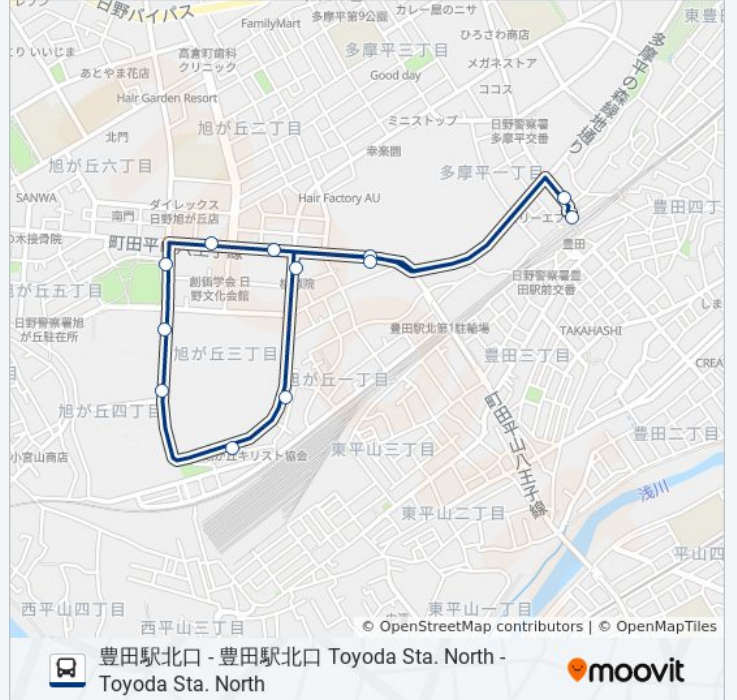 日野バイパス
FamilyMart
多摩平第9公園
カレー屋のニサ
東豊田
多摩平三丁目
ひろさわ商店
高倉町歯科
クリニック
あとやま花店
Good day
メガネストア
ココス
多摩平の森緑地通り
Hair Garden Resort
旭が丘二丁目
ミニストップ
日野警察署
多摩平交番
北門
幸楽園
旭が丘六丁目
多摩平一丁目
SANWA
ダイレックス
日野旭が丘店
南門
Hair Factory AU
豊田四丁
の木接骨院
町田平
豊田
創価学会 日
野文化会館
日野警察署豊
田駅前交番
が丘五丁目
しま
日野警察署旭
が丘駐在所
豊田駅北第1駐輪場
TAKAHASHI
旭が丘三丁目
豊田三丁目
CREA
旭が丘一丁目
旭が丘四丁目
町田平山八王子線
豊田二丁目
小宮山商店
丘キリスト協会
東平山三丁目
浅川
東平山二丁目
平山四
西平山四丁目
東平山一丁目
西平山三丁目
© OpenStreetMap contributors | © OpenMapTiles
豊田駅北口 - 豊田駅北口 Toyoda Sta. North -
Toyoda Sta. North
moovit